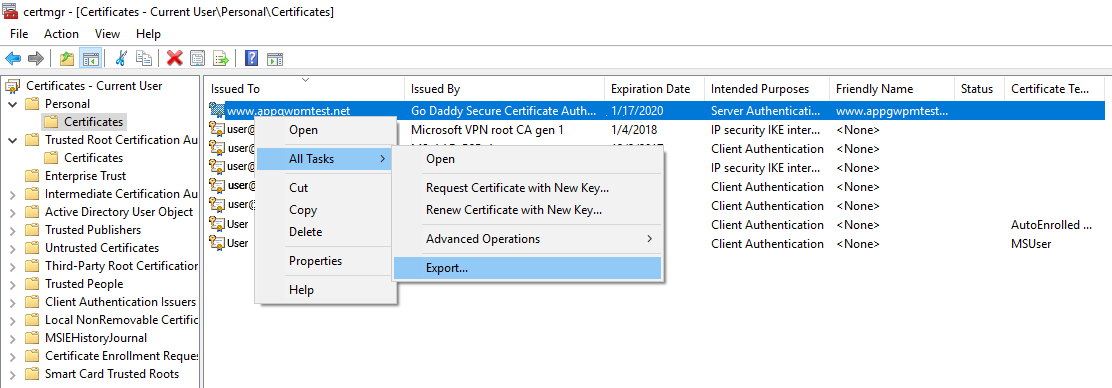 certmgr - [Certificates - Current User\Personal\Certificates]
File Action View Help
Certificates - Current User
Personal
Certificates
Trusted Root Certification Au
Certificates
Enterprise Trust
Intermediate Certification Au
Active Directory User Object
Trusted Publishers
Untrusted Certificates
Third-Party Root Certification
Trusted People
Client Authentication Issuers
Local NonRemovable Certific
MSIEHistoryJournal
Certificate Enrollment Reque
Smart Card Trusted Roots
Issued To Issued By Expiration Date Intended Purposes Friendly Name Status Certificate Te...
www.appgwpmtest.net Go Daddy Secure Certificate Auth... 1/17/2020 Server Authenticati... www.appgwpmtest...
user@ Microsoft VPN root CA gen 1 1/4/2018 IP security IKE inter... <None>
user@ Client Authentication <None>
user@ IP security IKE inter... <None>
user@ Client Authentication <None>
user@ Client Authentication <None>
User Client Authentication <None> AutoEnrolled ...
User Client Authentication <None> MSUser
Open
All Tasks
Cut
Copy
Delete
Properties
Help
Open
Request Certificate with New Key...
Renew Certificate with New Key...
Advanced Operations
Export...